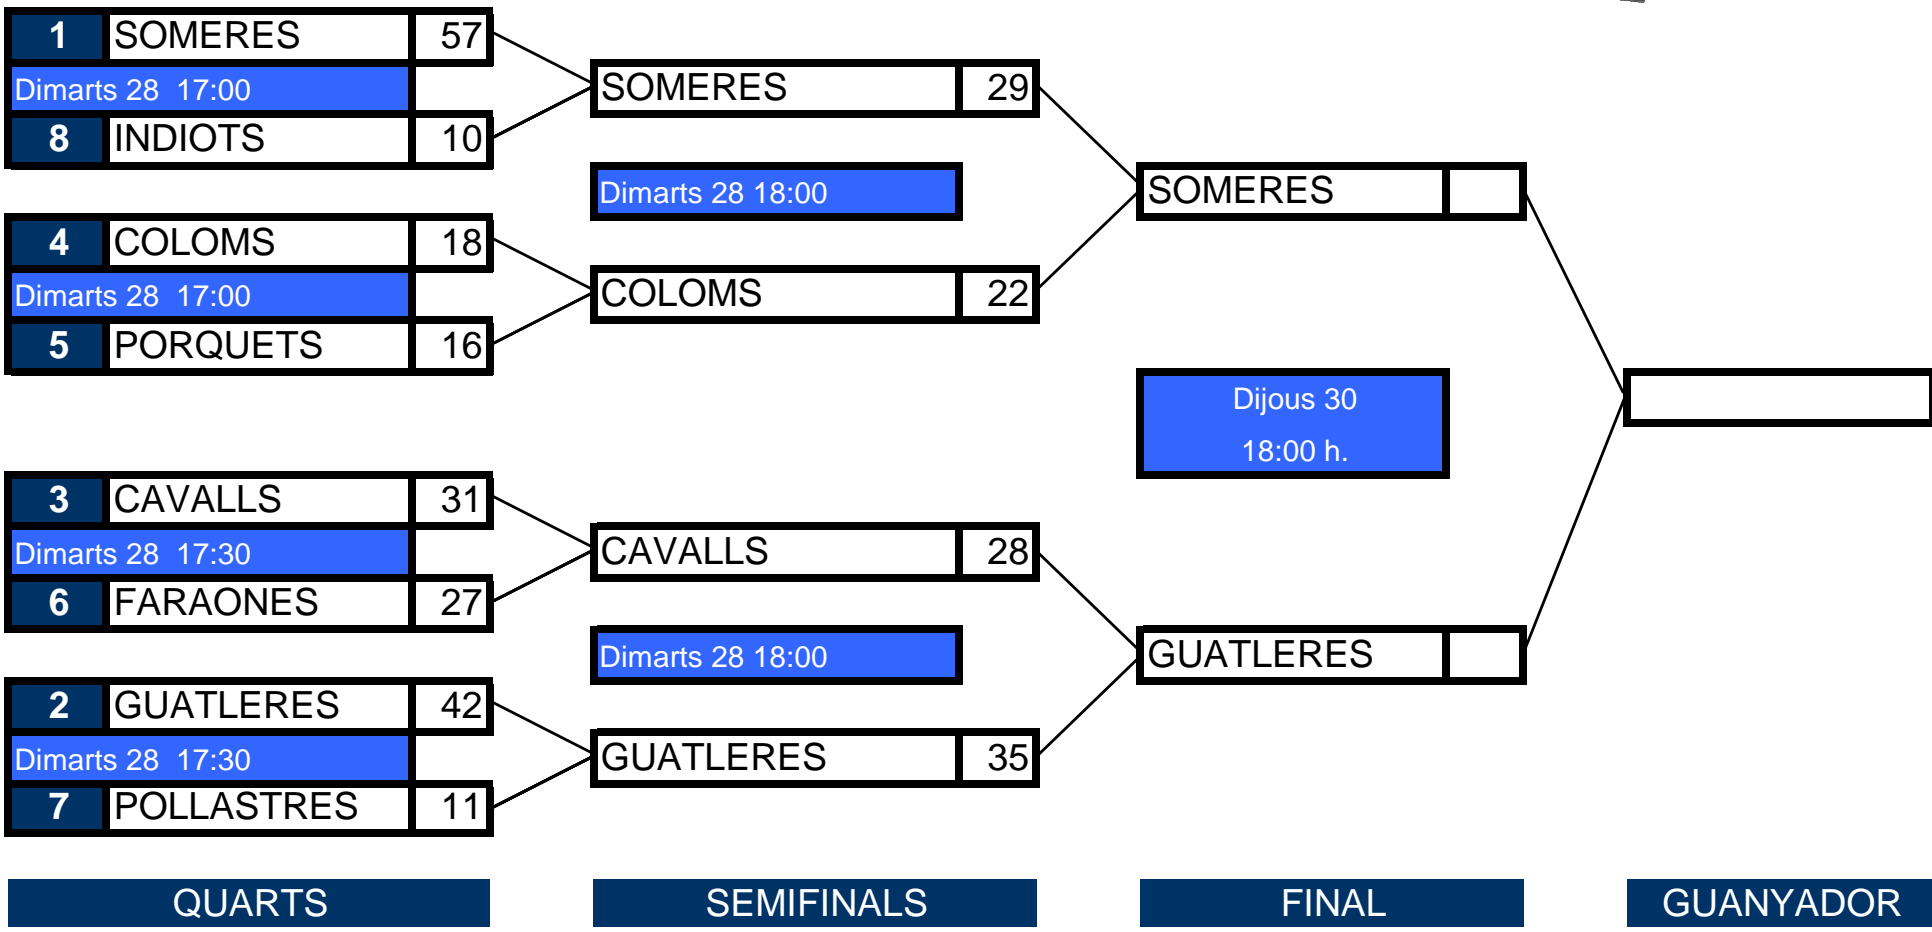 1 SOMERES 57
Dimarts 28 17:00
8 INDIOTS 10
4 COLOMS 18
Dimarts 28 17:00
5 PORQUETS 16
3 CAVALLS 31
Dimarts 28 17:30
6 FARAONES 27
2 GUATLERES 42
Dimarts 28 17:30
7 POLLASTRES 11
QUARTS
SOMERES 29
Dimarts 28 18:00
COLOMS 22
CAVALLS 28
Dimarts 28 18:00
GUATLERES 35
SEMIFINALS
SOMERES
Dijous 30
18:00 h.
GUATLERES
FINAL
GUANYADOR